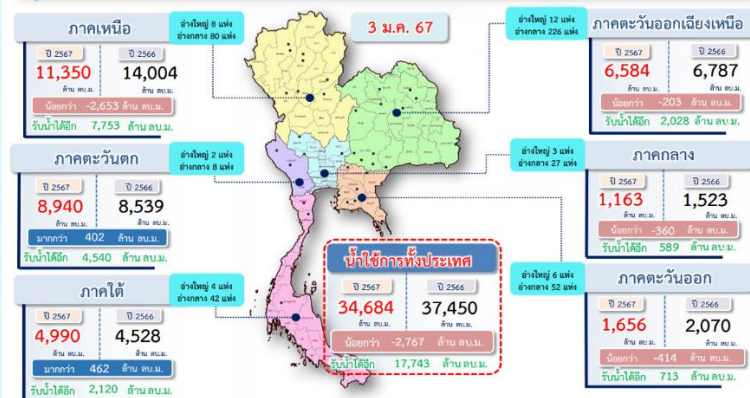 3 ม.ค. 67
ภาคเหนือ
ปี 2567 ปี 2566
11,350 14,004
ล้าน ลบ.ม. ล้าน ลบ.ม.
น้อยกว่า -2,653 ล้าน ลบ.ม.
รับน้ำได้อีก 7,753 ล้าน ลบ.ม.
อ่างใหญ่ 8 แห่ง
อ่างกลาง 80 แห่ง
อ่างใหญ่ 12 แห่ง
อ่างกลาง 226 แห่ง
ภาคตะวันออกเฉียงเหนือ
ปี 2567 ปี 2566
6,584 6,787
ล้าน ลบ.ม. ล้าน ลบ.ม.
น้อยกว่า -203 ล้าน ลบ.ม.
รับน้ำได้อีก 2,028 ล้าน ลบ.ม.
ภาคตะวันตก
ปี 2567 ปี 2566
8,940 8,539
ล้าน ลบ.ม. ล้าน ลบ.ม.
มากกว่า 402 ล้าน ลบ.ม.
รับน้ำได้อีก 4,540 ล้าน ลบ.ม.
อ่างใหญ่ 2 แห่ง
อ่างกลาง 8 แห่ง
อ่างใหญ่ 3 แห่ง
อ่างกลาง 27 แห่ง
ภาคกลาง
ปี 2567 ปี 2566
1,163 1,523
ล้าน ลบ.ม. ล้าน ลบ.ม.
น้อยกว่า -360 ล้าน ลบ.ม.
รับน้ำได้อีก 589 ล้าน ลบ.ม.
ภาคใต้
ปี 2567 ปี 2566
4,990 4,528
ล้าน ลบ.ม. ล้าน ลบ.ม.
มากกว่า 462 ล้าน ลบ.ม.
รับน้ำได้อีก 2,120 ล้าน ลบ.ม.
อ่างใหญ่ 4 แห่ง
อ่างกลาง 42 แห่ง
น้ำใช้การทั้งประเทศ
ปี 2567 ปี 2566
34,684 37,450
ล้าน ลบ.ม. ล้าน ลบ.ม.
น้อยกว่า -2,767 ล้าน ลบ.ม.
รับน้ำได้อีก 17,743 ล้าน ลบ.ม.
อ่างใหญ่ 6 แห่ง
อ่างกลาง 52 แห่ง
ภาคตะวันออก
ปี 2567 ปี 2566
1,656 2,070
ล้าน ลบ.ม. ล้าน ลบ.ม.
น้อยกว่า -414 ล้าน ลบ.ม.
รับน้ำได้อีก 713 ล้าน ลบ.ม.